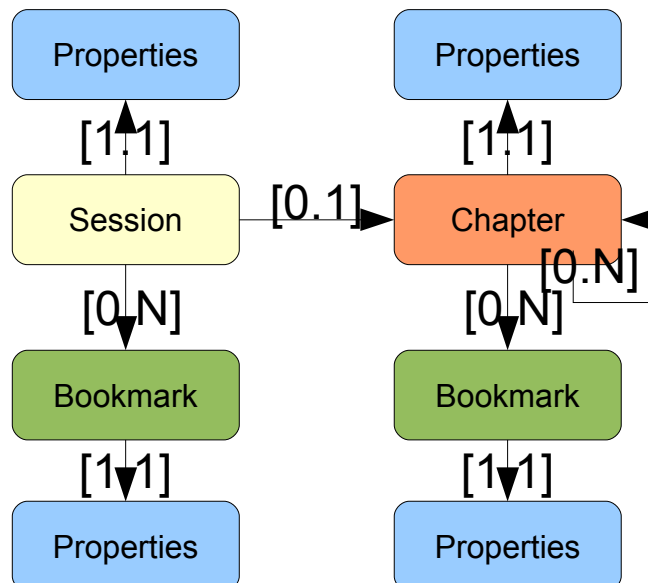 Properties
Properties
[1.1]
[1.1]
Session
[0.1]
Chapter
[0.N]
[0.N]
[0.N]
Bookmark
Bookmark
[1.1]
[1.1]
Properties
Properties